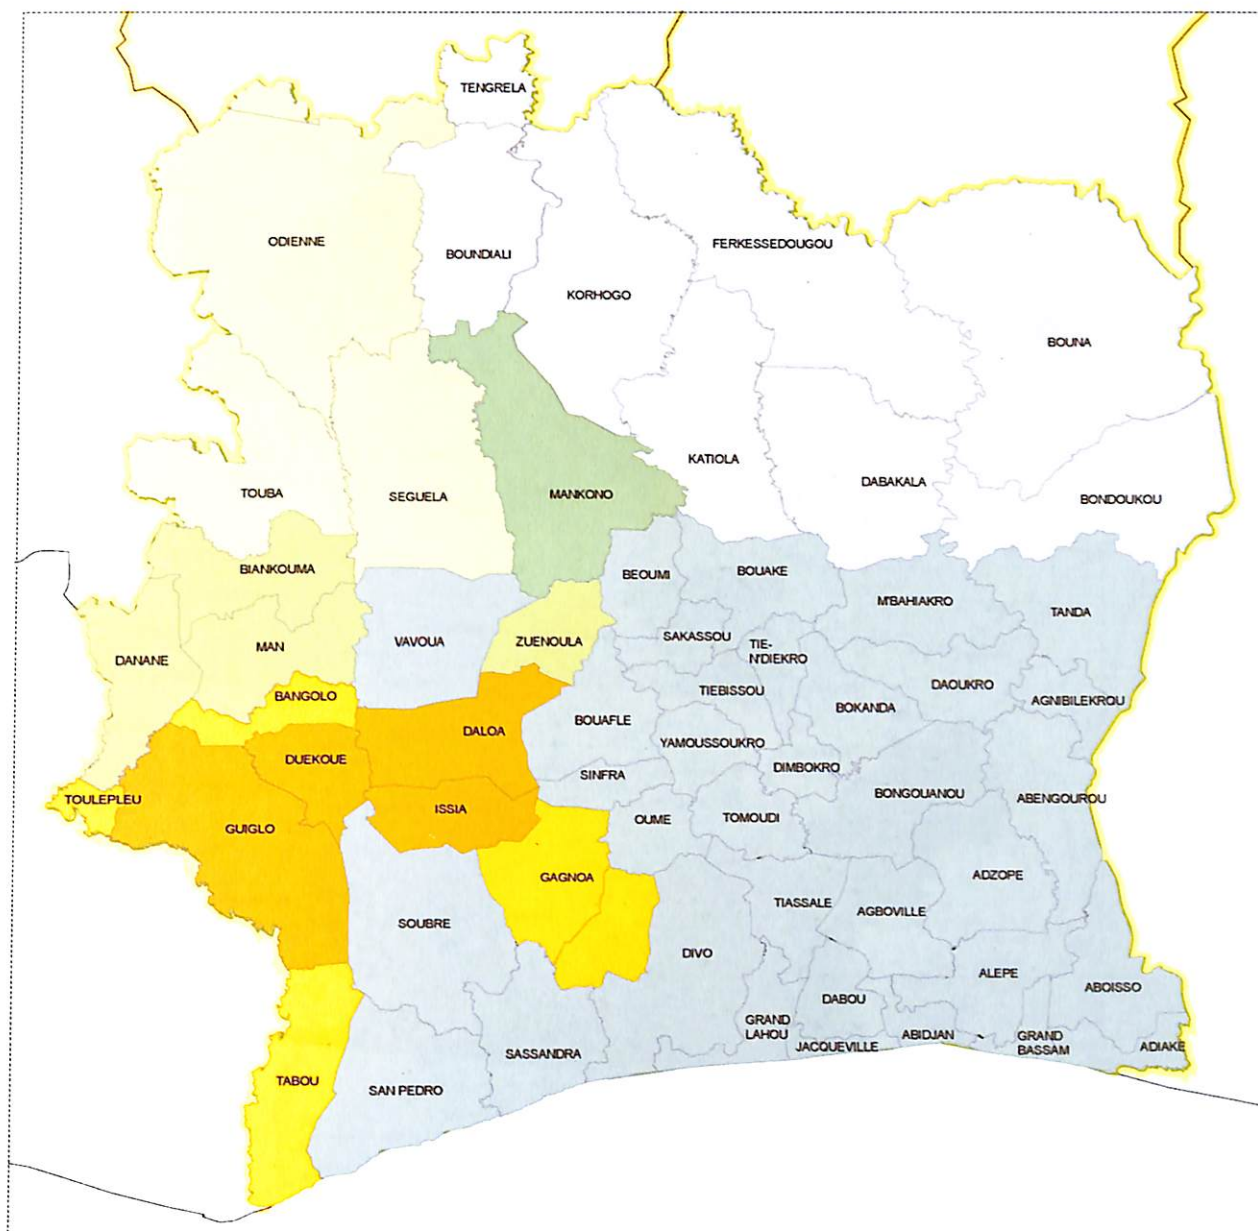 TENGRELA
ODIENNE
BOUNDIALI
FERKESSEDOUGOU
KORHOGO
BOUNA
KATIOLA
DABAKALA
TOUBA
SEGUELA
MANKONO
BONDOUKOU
BIANKOUMA
BEOUMI
BOUAKE
M'BAHIAKRO
TANDA
DANANE
MAN
VAVOUA
ZUENOULA
SAKASSOU
TIE-
N'DIEKRO
BANGOLO
TIEBISSOU
DAOUKRO
AGNIBILEKROU
BOKANDA
DALOA
BOUAFLE
YAMOUSSOUKRO
DUEKOUE
DIMBOKRO
SINFRA
TOULEPLEU
BONGOUANOU
ABENGOUROU
GUIGLO
ISSIA
OUME
TOMOUDI
GAGNOA
ADZOPE
SOUBRE
TIASSALE
AGBOVILLE
DIVO
ALEPE
ABOISSO
DABOU
GRAND
LAHOU
ABIDJAN
GRAND
BASSAM
JACQUEVILLE
ADIAKE
SASSANDRA
TABOU
SAN PEDRO